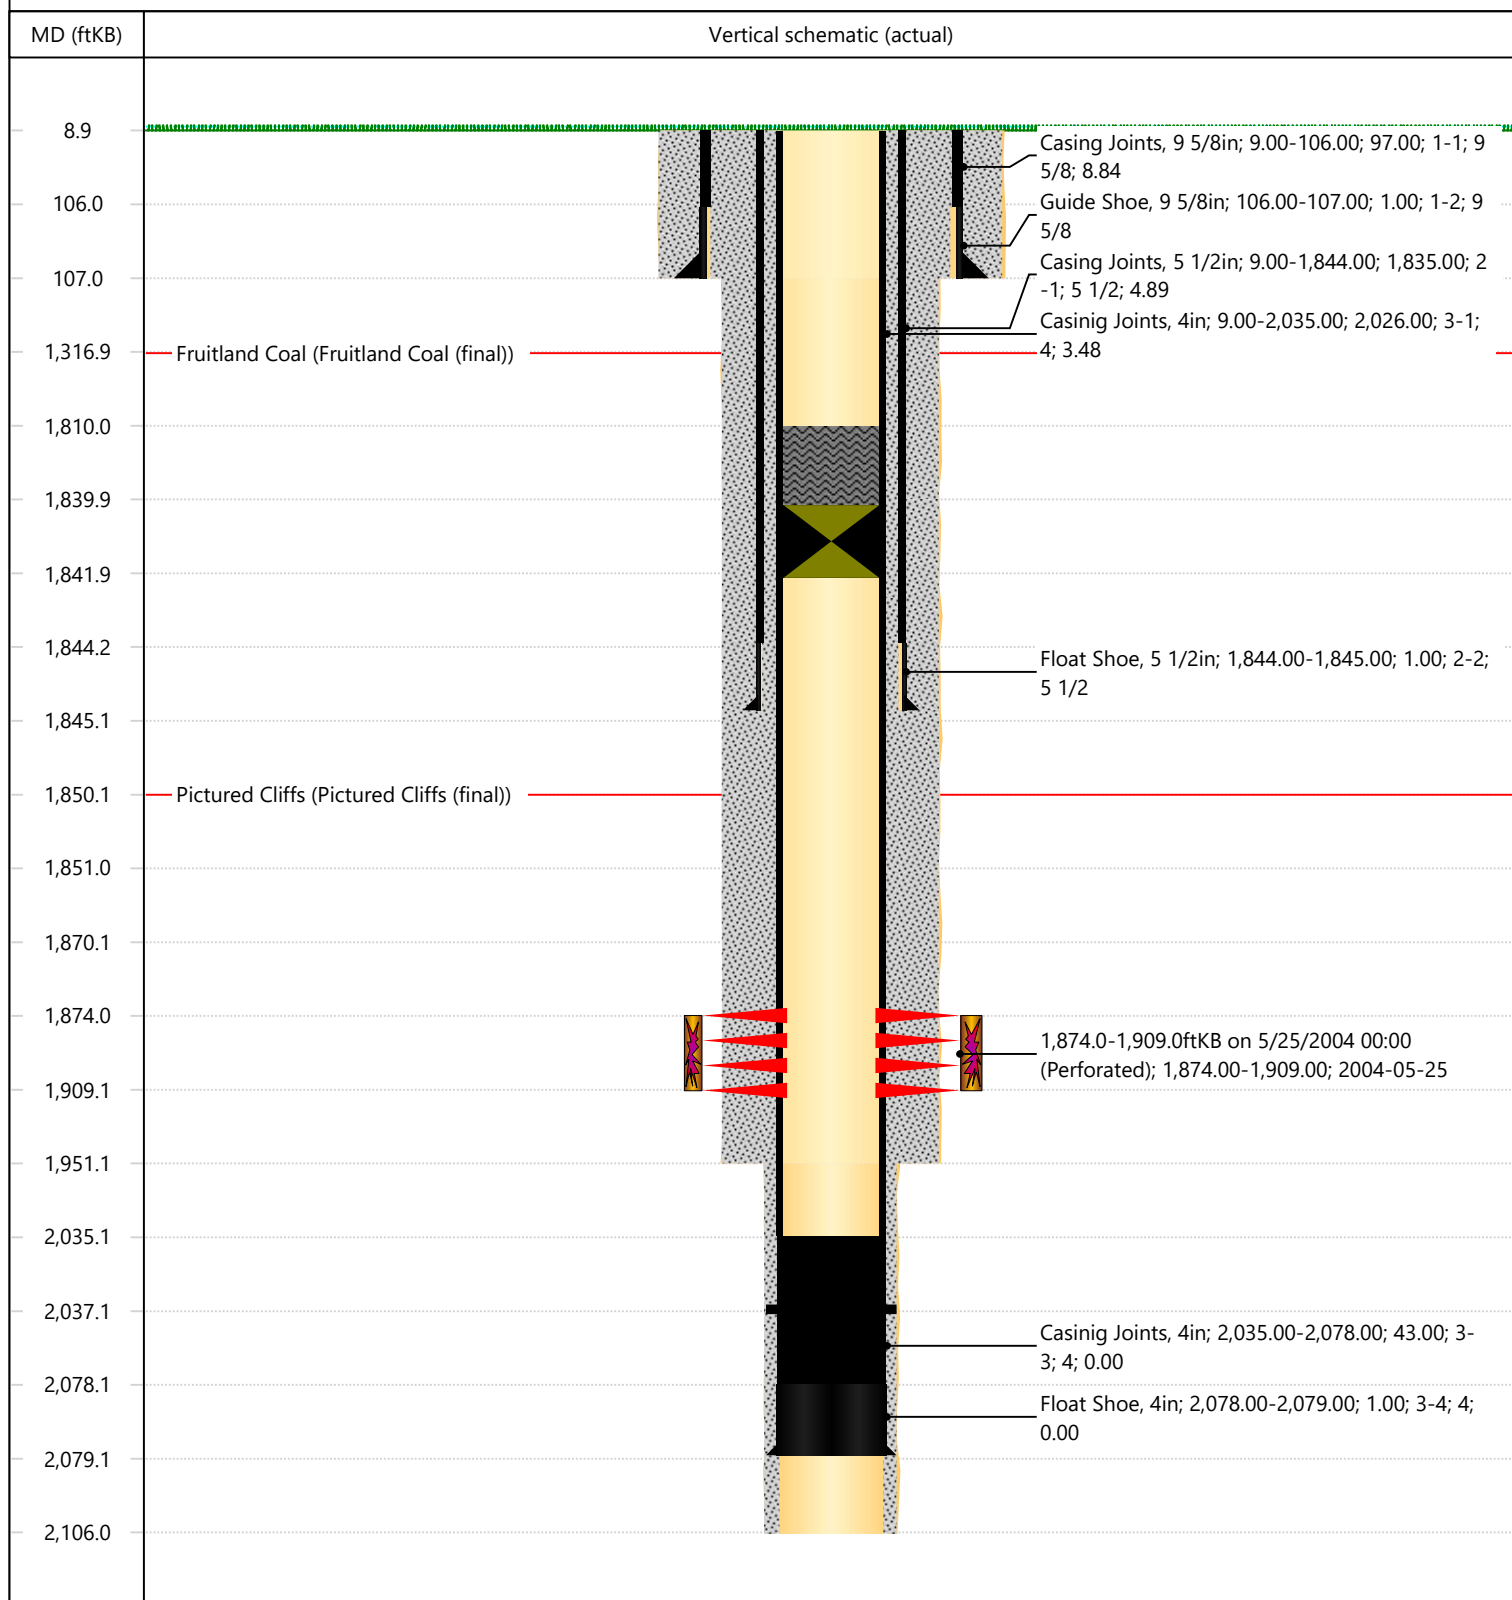 MD (ftKB)
Vertical schematic (actual)
8.9
Casing Joints, 9 5/8in; 9.00-106.00; 97.00; 1-1; 9
5/8; 8.84
106.0
Guide Shoe, 9 5/8in; 106.00-107.00; 1.00; 1-2; 9
5/8
107.0
Casing Joints, 5 1/2in; 9.00-1,844.00; 1,835.00; 2
-1; 5 1/2; 4.89
Casinig Joints, 4in; 9.00-2,035.00; 2,026.00; 3-1;
4; 3.48
1,316.9
Fruitland Coal (Fruitland Coal (final))
1,810.0
1,839.9
1,841.9
1,844.2
Float Shoe, 5 1/2in; 1,844.00-1,845.00; 1.00; 2-2;
5 1/2
1,845.1
1,850.1
Pictured Cliffs (Pictured Cliffs (final))
1,851.0
1,870.1
1,874.0
1,874.0-1,909.0ftKB on 5/25/2004 00:00
(Perforated); 1,874.00-1,909.00; 2004-05-25
1,909.1
1,951.1
2,035.1
2,037.1
Casinig Joints, 4in; 2,035.00-2,078.00; 43.00; 3-
3; 4; 0.00
2,078.1
Float Shoe, 4in; 2,078.00-2,079.00; 1.00; 3-4; 4;
0.00
2,079.1
2,106.0